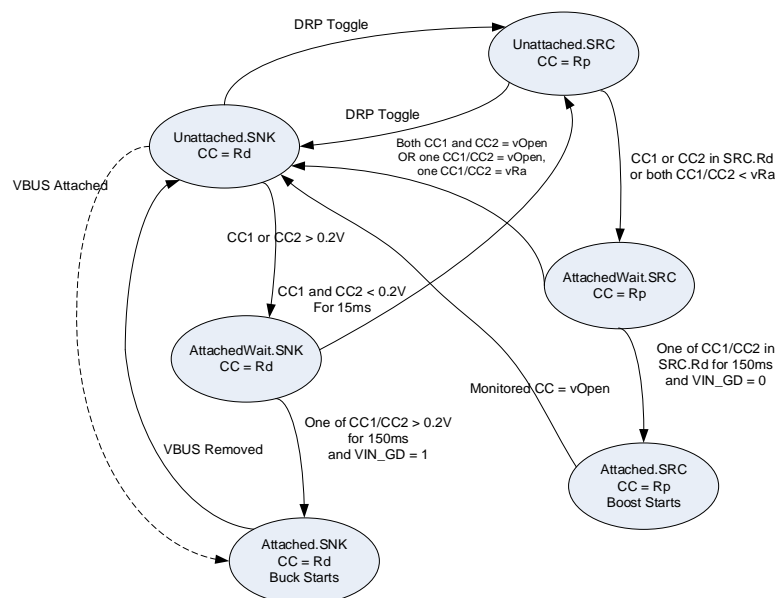 DRP Toggle
Unattached.SRC
CC = Rp
DRP Toggle
Unattached.SNK
CC = Rd
Both CC1 and CC2 = vOpen
OR one CC1/CC2 = vOpen,
one CC1/CC2 = vRa
CC1 or CC2 in SRC.Rd
or both CC1/CC2 < vRa
VBUS Attached
CC1 or CC2 > 0.2V
AttachedWait.SRC
CC = Rp
CC1 and CC2 < 0.2V
For 15ms
AttachedWait.SNK
CC = Rd
One of CC1/CC2 in
SRC.Rd for 150ms
and VIN_GD = 0
Monitored CC = vOpen
One of CC1/CC2 > 0.2V
for 150ms
and VIN_GD = 1
VBUS Removed
Attached.SRC
CC = Rp
Boost Starts
Attached.SNK
CC = Rd
Buck Starts